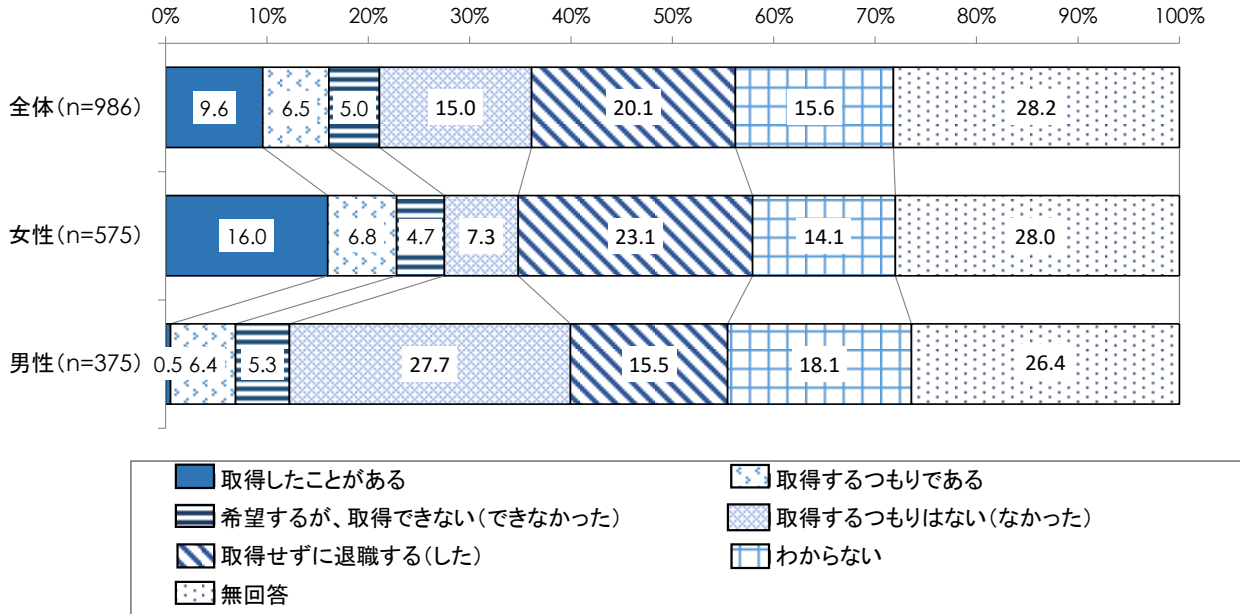 0% 10% 20% 30% 40% 50% 60% 70% 80% 90% 100%
全体(n=986) 9.6 6.5 5.0 15.0 20.1 15.6 28.2
女性(n=575) 16.0 6.8 4.7 7.3 23.1 14.1 28.0
男性(n=375) 0.5 6.4 5.3 27.7 15.5 18.1 26.4
取得したことがある 取得するつもりである
希望するが、取得できない(できなかった) 取得するつもりはない(なかった)
取得せずに退職する(した) わからない
無回答